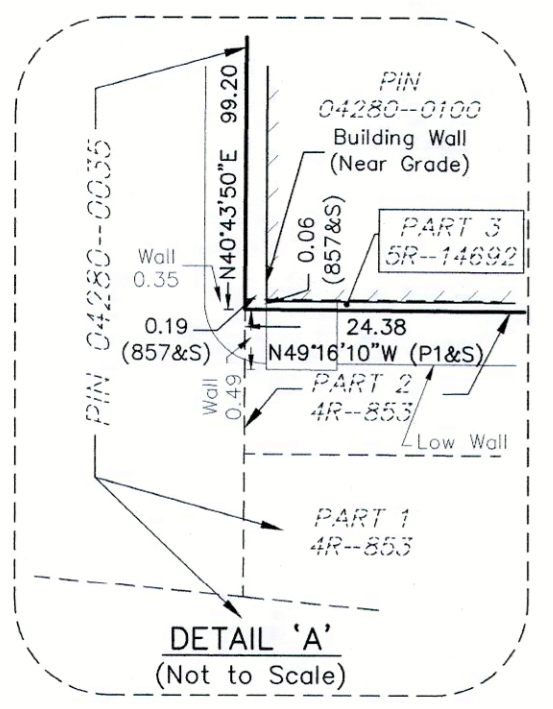 PIN
04280--0100
Building Wall
(Near Grade)
N40°43'50"E 99.20
PIN 04280--0035
0.06
(857&S)
PART 3
5R--14692
Wall
0.35
0.19
(857&S)
24.38
N49°16'10"W (P1&S)
Wall
0.49
PART 2
4R--853
Low Wall
PART 1
4R--853
DETAIL 'A'
(Not to Scale)